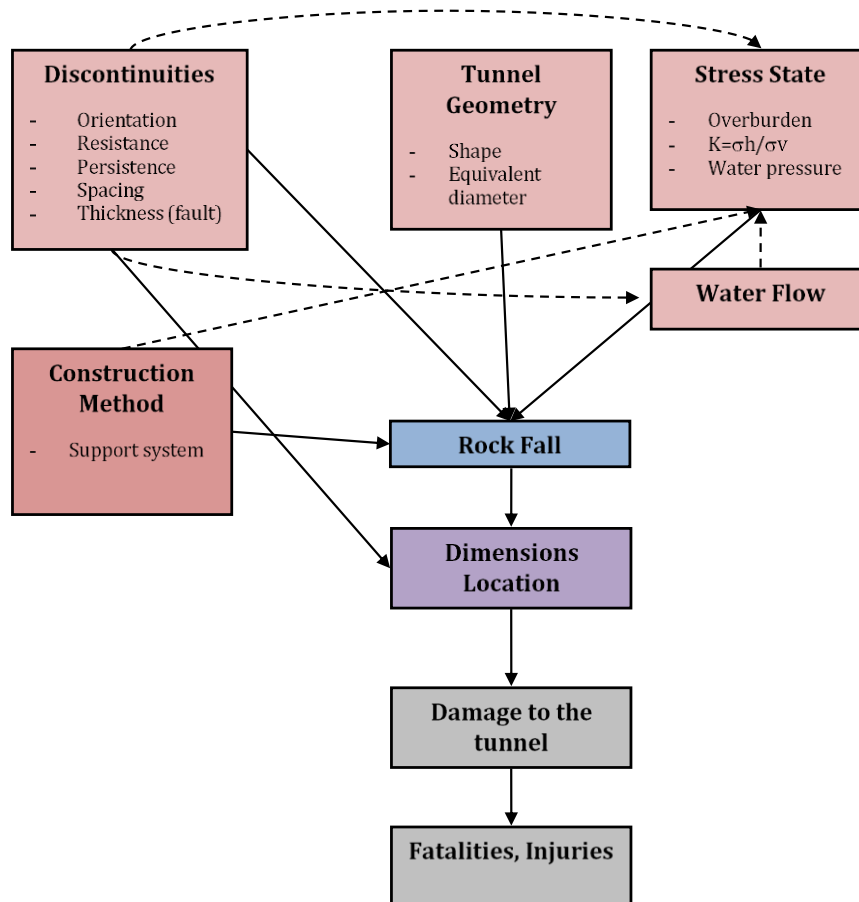 Discontinuities
- Orientation
- Resistance
- Persistence
- Spacing
- Thickness (fault)
Tunnel
Geometry
- Shape
- Equivalent
diameter
Stress State
- Overburden
- K=σh/σv
- Water pressure
Water Flow
Construction
Method
- Support system
Rock Fall
Dimensions
Location
Damage to the
tunnel
Fatalities, Injuries